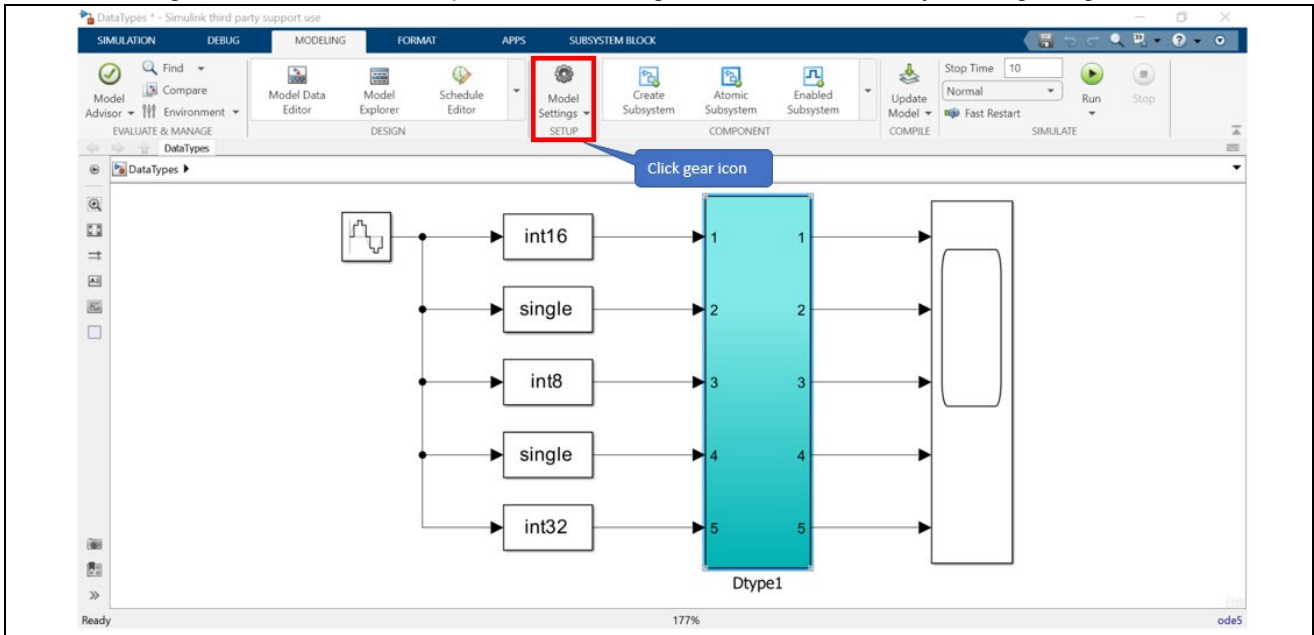 DataTypes * - Simulink third party support use
SIMULATION DEBUG MODELING FORMAT APPS SUBSYSTEM BLOCK
Find
Compare
Environment
Model Advisor
Model Data Editor
Model Explorer
Schedule Editor
Model Settings
Create Subsystem
Atomic Subsystem
Enabled Subsystem
Update Model
Stop Time 10
Normal
Fast Restart
Run
Stop
EVALUATE & MANAGE DESIGN SETUP COMPONENT COMPILE SIMULATE
DataTypes
Click gear icon
DataTypes
int16 1 1
single 2 2
int8 3 3
single 4 4
int32 5 5
Dtype1
Ready 177% ode5